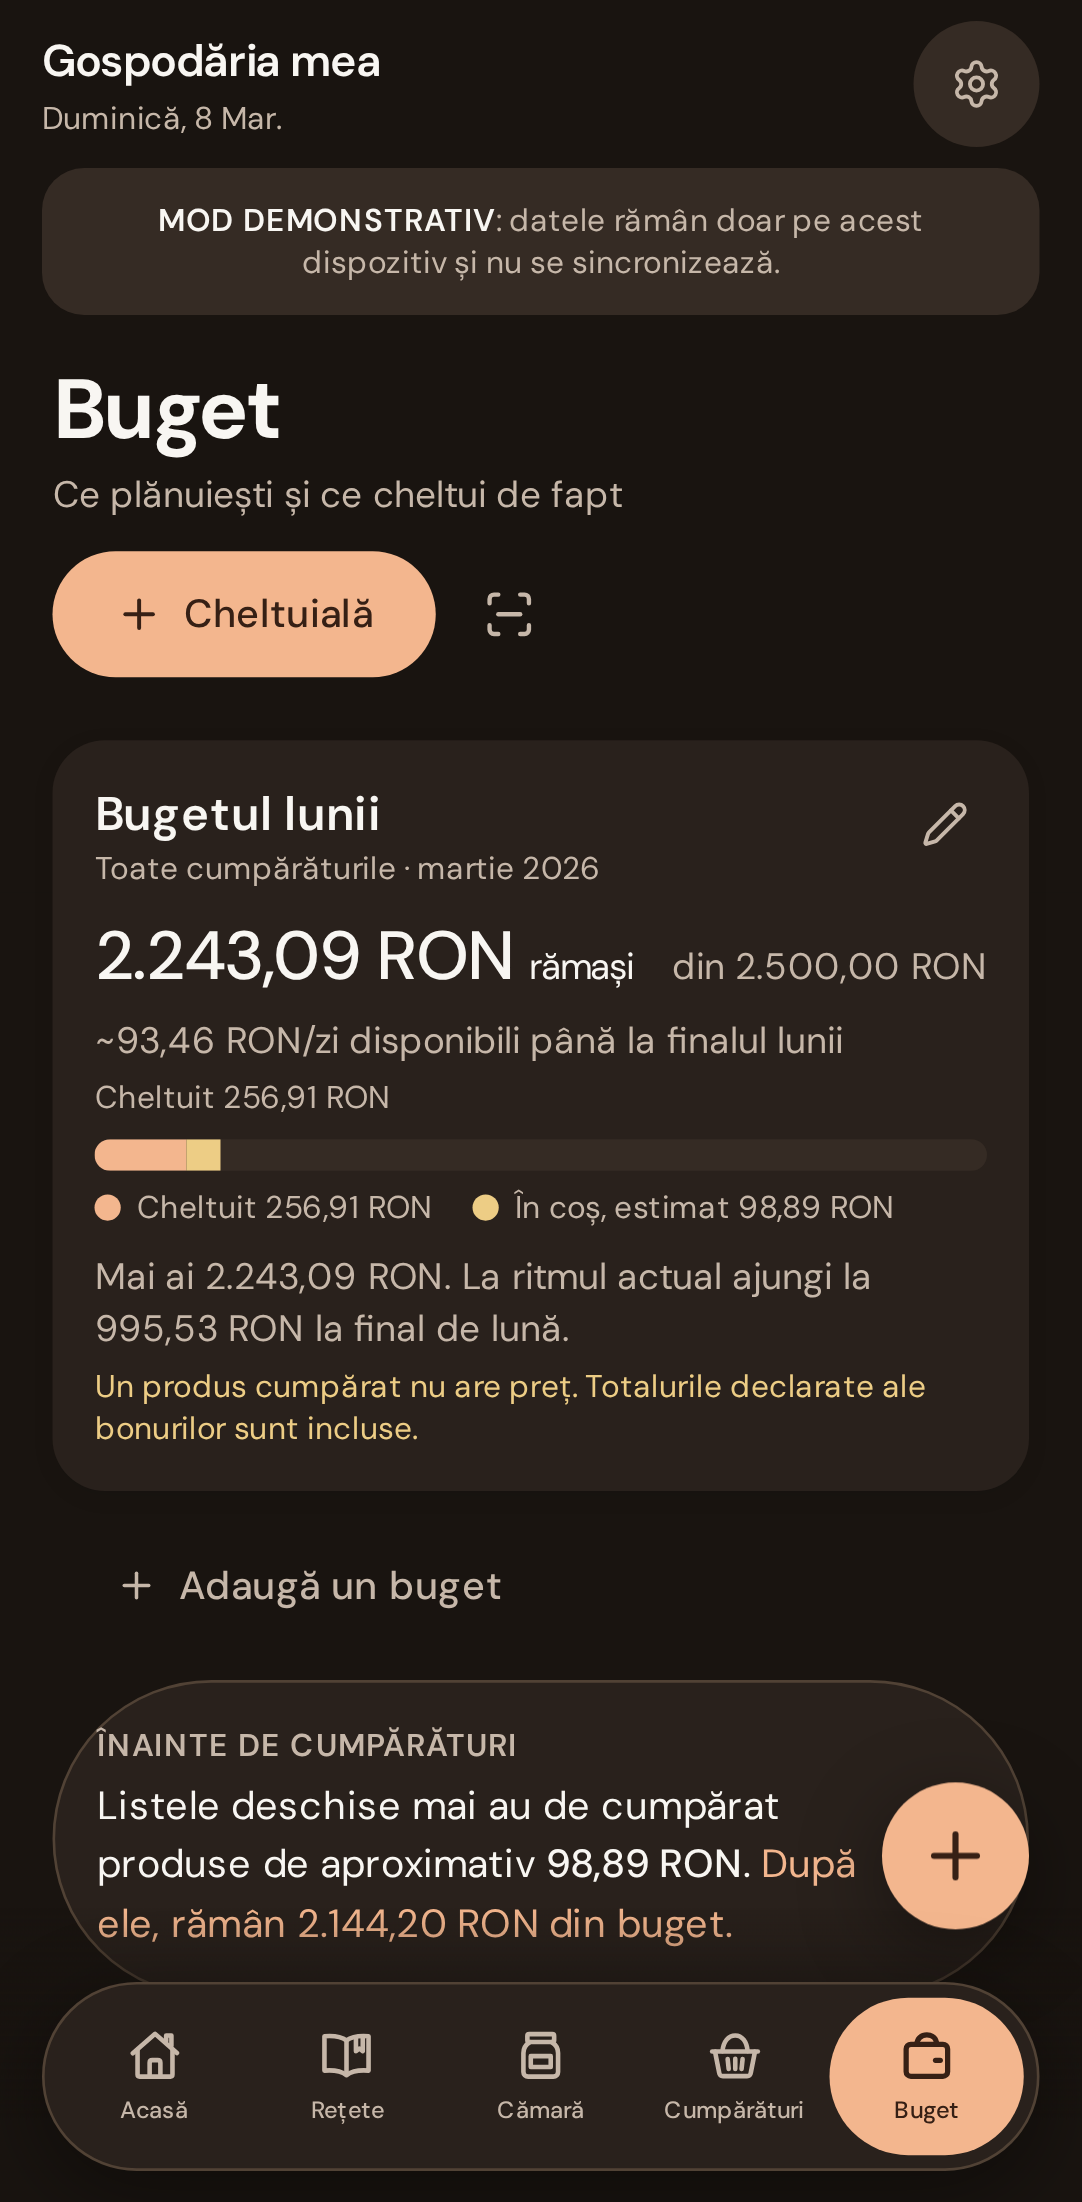 Gospodăria mea
Duminică, 8 Mar.
MOD DEMONSTRATIV: datele rămân doar pe acest
dispozitiv și nu se sincronizează.
Buget
Ce plănuiești și ce cheltui de fapt
Cheltuială
Bugetul lunii
Toate cumpărăturile · martie 2026
2.243,09 RON rămași din 2.500,00 RON
~93,46 RON/zi disponibili până la finalul lunii
Cheltuit 256,91 RON
Cheltuit 256,91 RON În coș, estimat 98,89 RON
Mai ai 2.243,09 RON. La ritmul actual ajungi la
995,53 RON la final de lună.
Un produs cumpărat nu are preț. Totalurile declarate ale
bonurilor sunt incluse.
Adaugă un buget
ÎNAINTE DE CUMPĂRĂTURI
Listele deschise mai au de cumpărat
produse de aproximativ 98,89 RON. După
ele, rămân 2.144,20 RON din buget.
Acasă Rețete Cămară Cumpărături Buget